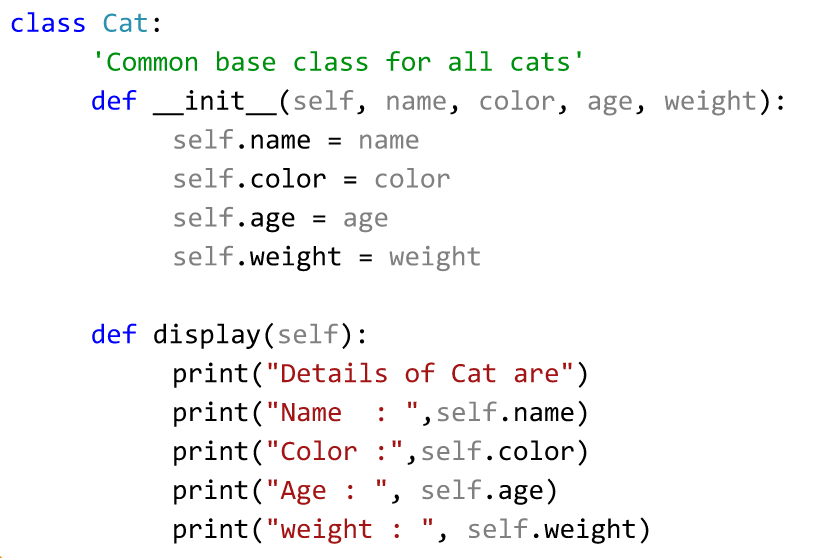 class Cat:
     'Common base class for all cats'
     def __init__(self, name, color, age, weight):
          self.name = name
          self.color = color
          self.age = age
          self.weight = weight

     def display(self):
          print("Details of Cat are")
          print("Name  : ",self.name)
          print("Color :",self.color)
          print("Age : ", self.age)
          print("weight : ", self.weight)